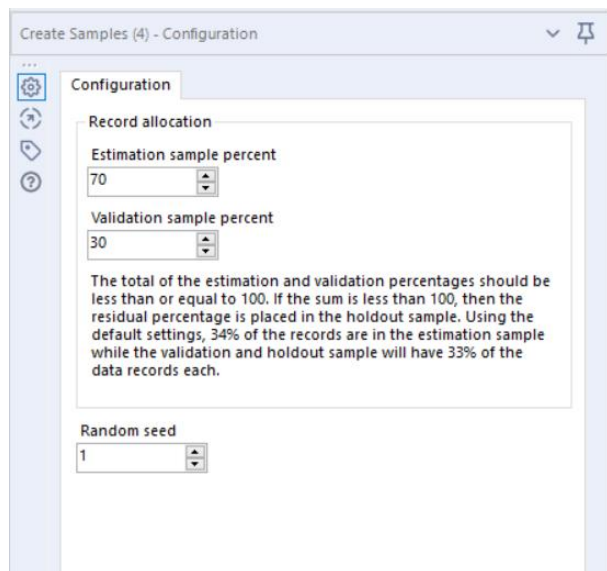 Create Samples (4) - Configuration
Configuration
Record allocation
Estimation sample percent
70
Validation sample percent
30
The total of the estimation and validation percentages should be
less than or equal to 100. If the sum is less than 100, then the
residual percentage is placed in the holdout sample. Using the
default settings, 34% of the records are in the estimation sample
while the validation and holdout sample will have 33% of the
data records each.
Random seed
1